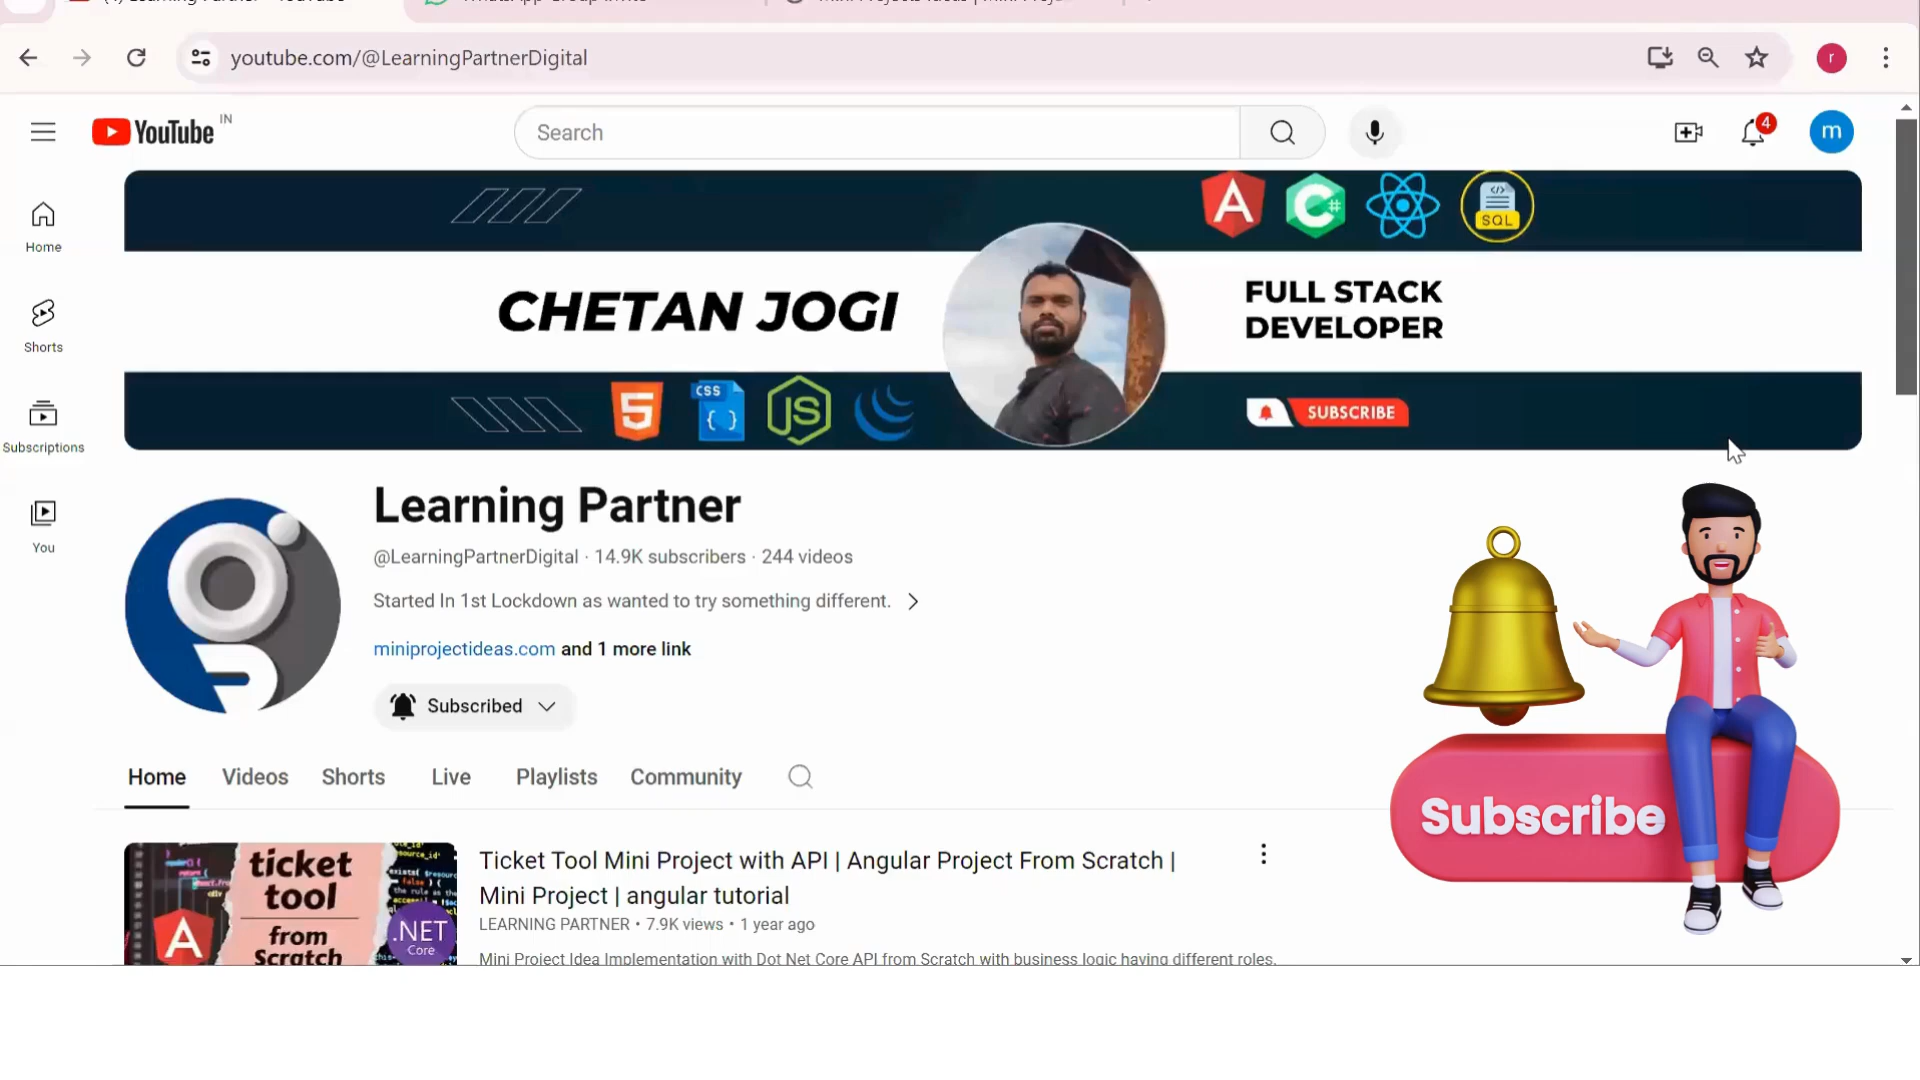 youtube.com/@LearningPartnerDigital
r
YouTube IN
Search
4
m
Home
Shorts
Subscriptions
You
SQL
CHETAN JOGI
FULL STACK
DEVELOPER
5
CSS
JS
SUBSCRIBE
Learning Partner
@LearningPartnerDigital · 14.9K subscribers · 244 videos
Started In 1st Lockdown as wanted to try something different.
miniprojectideas.com and 1 more link
Subscribed
Home Videos Shorts Live Playlists Community
Subscribe
ticket
tool
from
Scratch
.NET
Core
Ticket Tool Mini Project with API | Angular Project From Scratch |
Mini Project | angular tutorial
LEARNING PARTNER • 7.9K views • 1 year ago
Mini Project Idea Implementation with Dot Net Core API from Scratch with business logic having different roles.